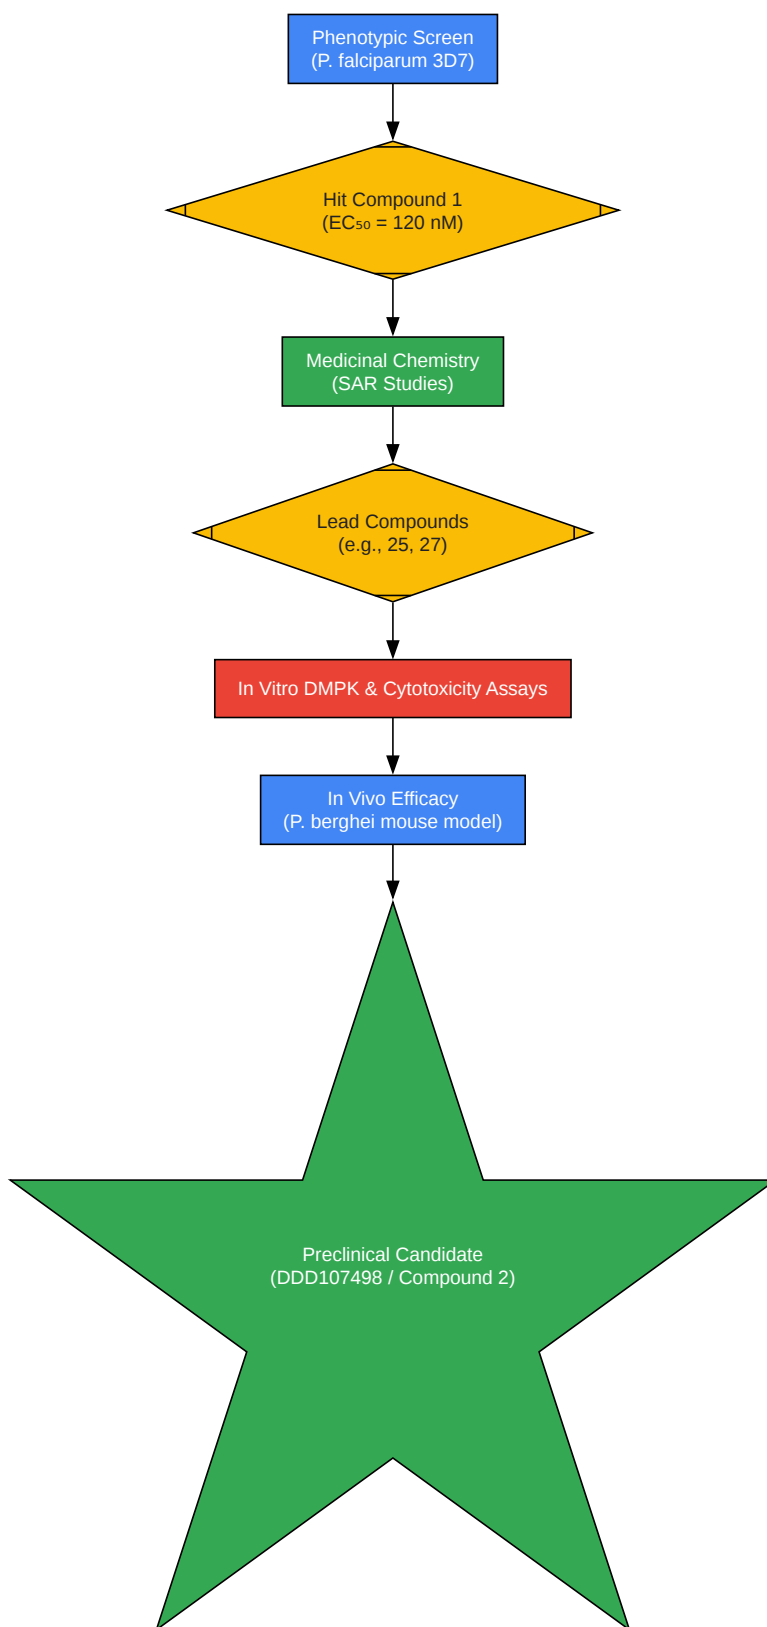 Phenotypic Screen
(P. falciparum 3D7)
Hit Compound 1
(EC₅₀ = 120 nM)
Medicinal Chemistry
(SAR Studies)
Lead Compounds
(e.g., 25, 27)
In Vitro DMPK & Cytotoxicity Assays
In Vivo Efficacy
(P. berghei mouse model)
Preclinical Candidate
(DDD107498 / Compound 2)